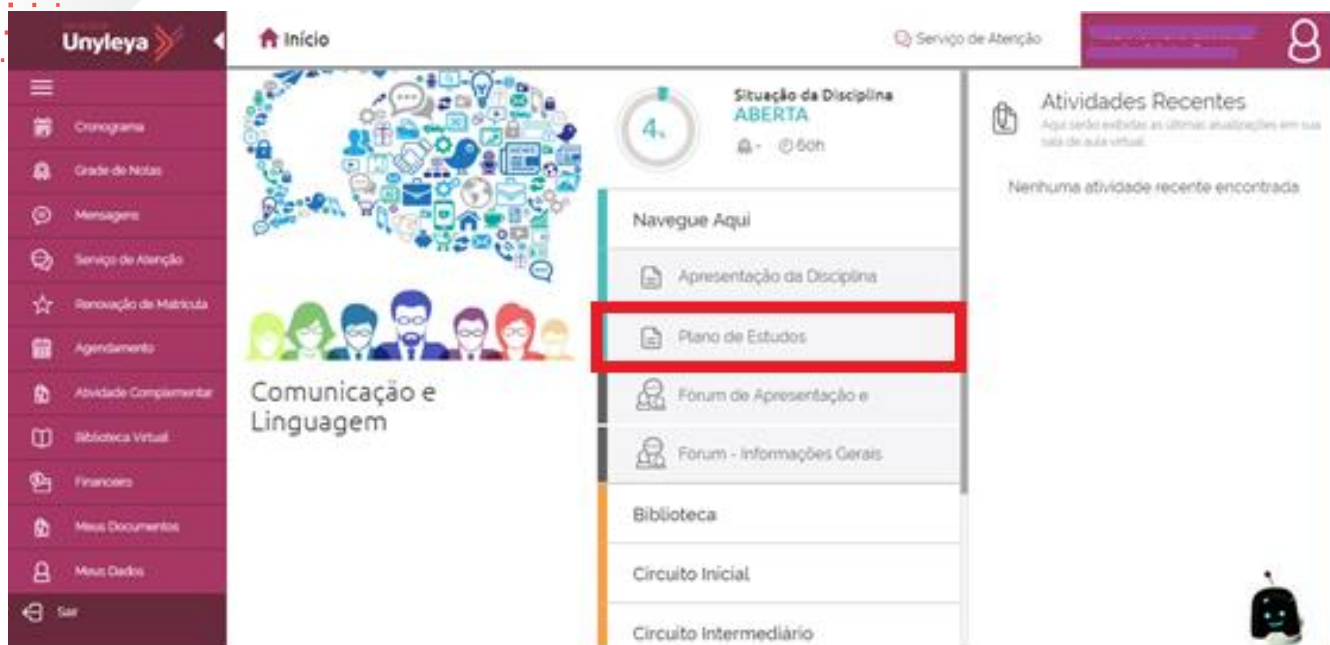 Unyleya
Início
Serviço de Atenção
Cronograma
Grade de Notas
Mensagens
Serviço de Atenção
Renovação de Matrícula
Agendamento
Atividade Complementar
Biblioteca Virtual
Financeiro
Meus Documentos
Meus Dados
Sair
Comunicação e
Linguagem
4%
Situação da Disciplina
ABERTA
60h
Navegue Aqui
Apresentação da Disciplina
Plano de Estudos
Fórum de Apresentação e
Fórum - Informações Gerais
Biblioteca
Circuito Inicial
Circuito Intermediário
Atividades Recentes
Aqui serão exibidas as últimas atualizações em sua
sala de aula virtual.
Nenhuma atividade recente encontrada